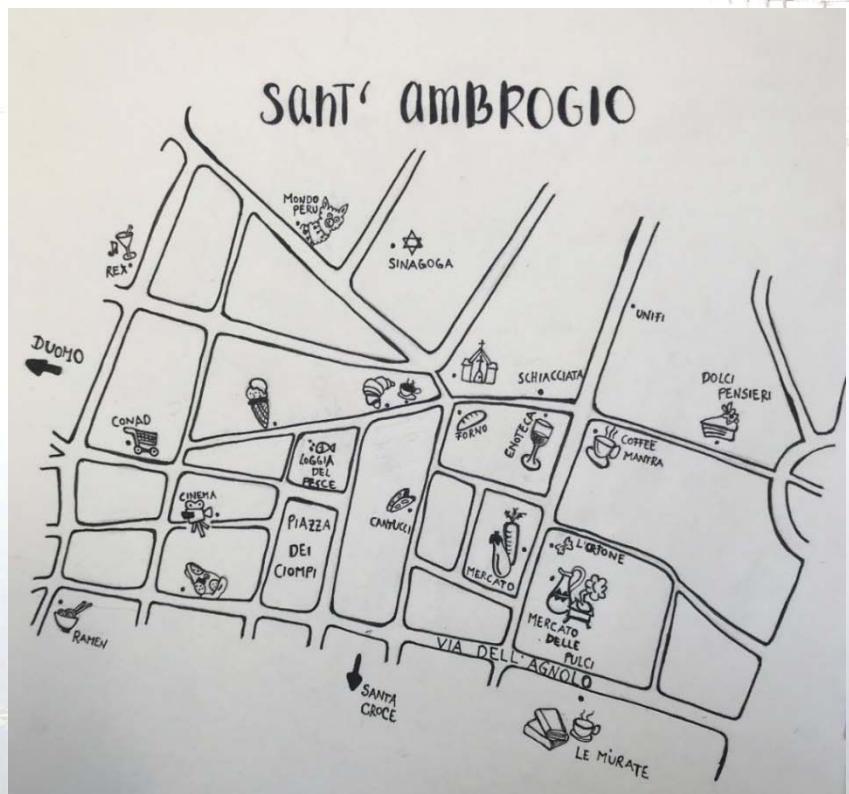 sant' amBROGIO
MONDO
PERU
SINAGOGA
REX
UNIFI
DUOMO
SCHIACCIATA
DOLCI
PENSIERI
CONAD
FORNO
ENOTECA
COFFEE
MANTRA
LOGGIA
DEL
PESCE
CINEMA
CANTUCCI
PIAZZA
DEI
CIOMPI
L'ORTONE
MERCATO
MERCATO
DELLE
PULCI
RAMEN
VIA DELL'AGNOLO
SANTA
CROCE
LE MURATE